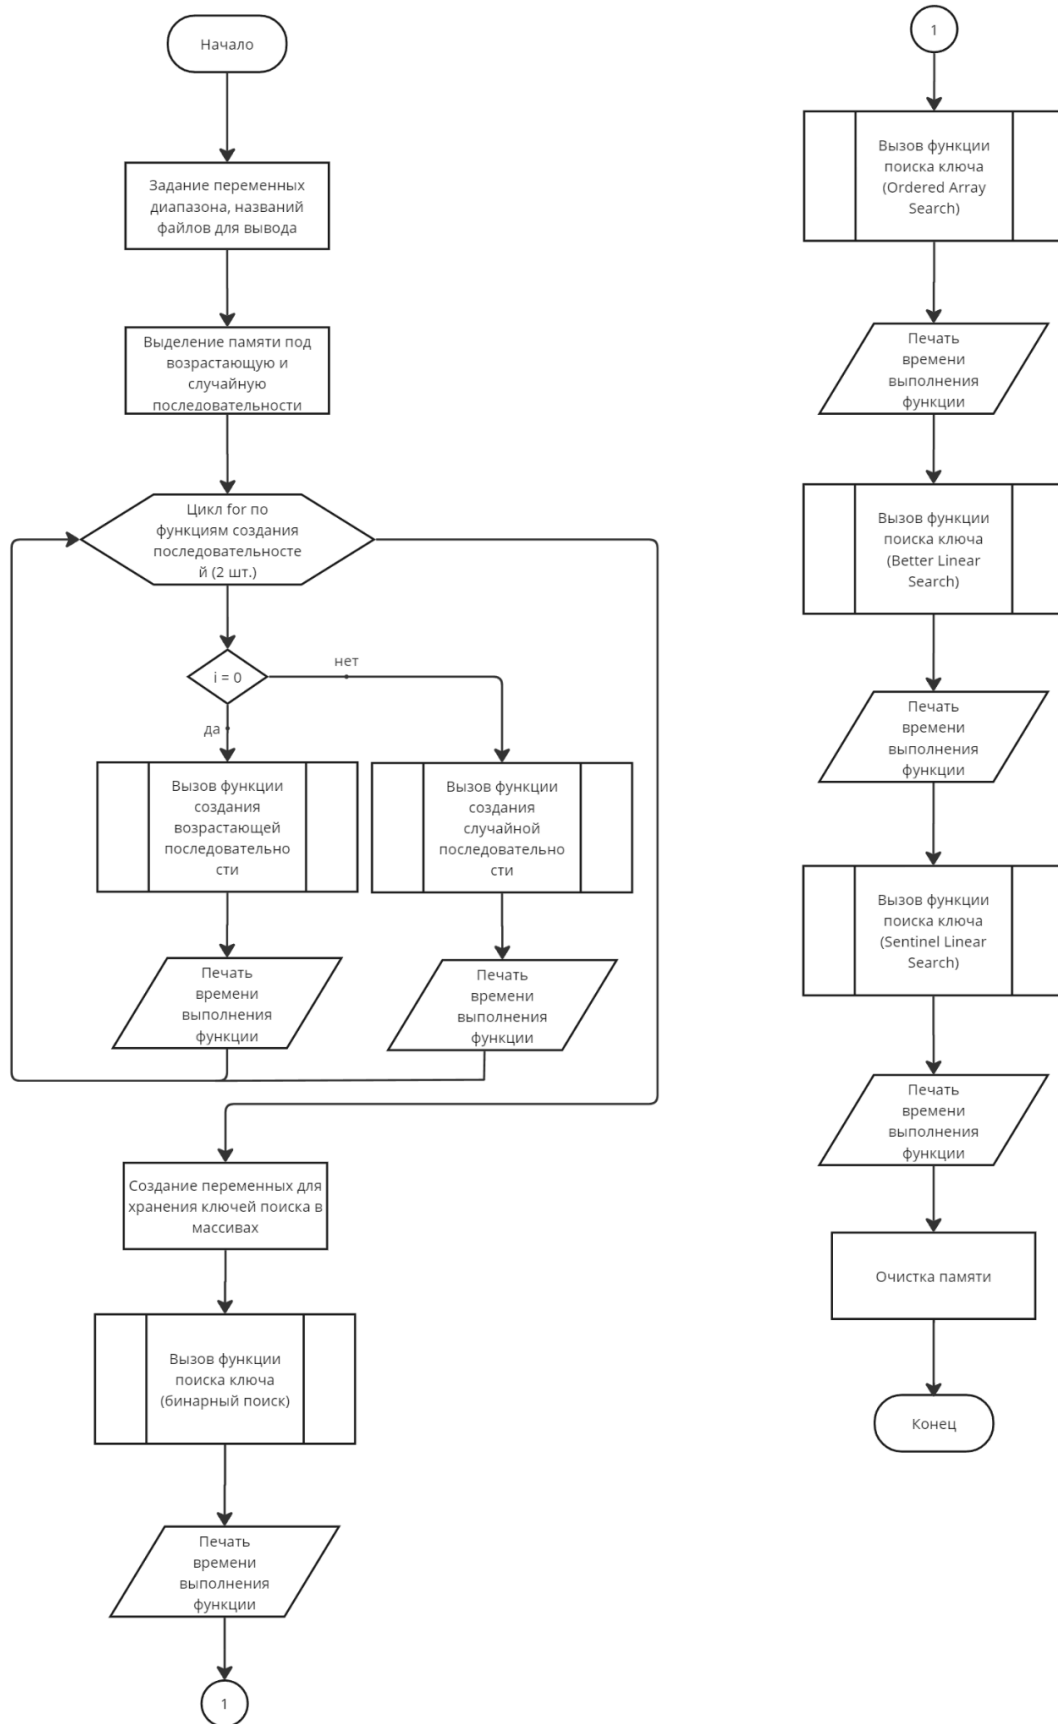 Начало
Задание переменных
диапазона, названий
файлов для вывода
Выделение памяти под
возрастающую и
случайную
последовательности
Цикл for по
функциям создания
последовательносте
й (2 шт.)
i = 0
нет
да
Вызов функции
создания
возрастающей
последовательно
сти
Вызов функции
создания
случайной
последовательно
сти
Печать
времени
выполнения
функции
Печать
времени
выполнения
функции
Создание переменных для
хранения ключей поиска в
массивах
Вызов функции
поиска ключа
(бинарный поиск)
Печать
времени
выполнения
функции
1
1
Вызов функции
поиска ключа
(Ordered Array
Search)
Печать
времени
выполнения
функции
Вызов функции
поиска ключа
(Better Linear
Search)
Печать
времени
выполнения
функции
Вызов функции
поиска ключа
(Sentinel Linear
Search)
Печать
времени
выполнения
функции
Очистка памяти
Конец